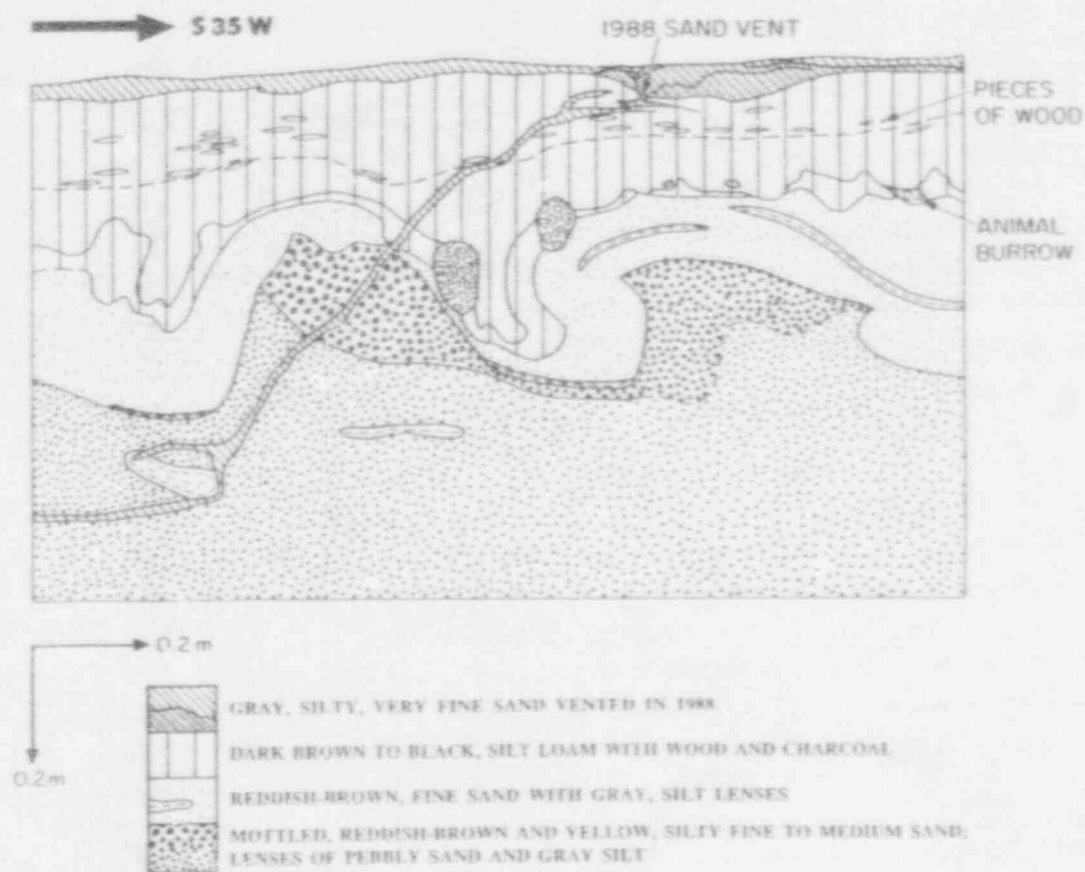 S 35 W
1988 SAND VENT
PIECES
OF WOOD
ANIMAL
BURROW
0.2 m
0.2 m
GRAY, SILTY, VERY FINE SAND VENTED IN 1988
DARK BROWN TO BLACK, SILT LOAM WITH WOOD AND CHARCOAL
REDDISH-BROWN, FINE SAND WITH GRAY, SILT LENSES
MOTTLED, REDDISH-BROWN AND YELLOW, SILTY FINE TO MEDIUM SAND;
LENSES OF PEBBLY SAND AND GRAY SILT